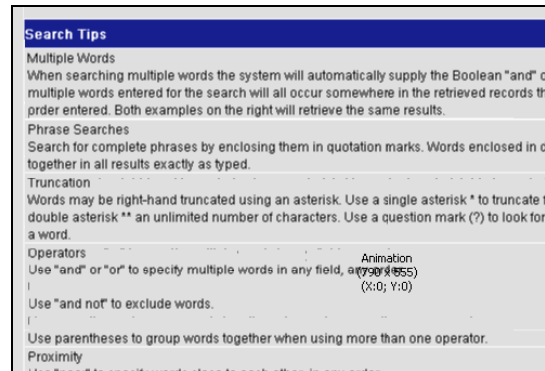 Search Tips
Multiple Words
When searching multiple words the system will automatically supply the Boolean "and"
multiple words entered for the search will all occur somewhere in the retrieved records
order entered. Both examples on the right will retrieve the same results.
Phrase Searches
Search for complete phrases by enclosing them in quotation marks. Words enclosed in
together in all results exactly as typed.
Truncation
Words may be right-hand truncated using an asterisk. Use a single asterisk * to truncate
double asterisk ** an unlimited number of characters. Use a question mark (?) to look for
a word.
Operators
Use "and" or "or" to specify multiple words in any field, any order.
Animation
(790 x 555)
(X:0; Y:0)
Use "and not" to exclude words.
Use parentheses to group words together when using more than one operator.
Proximity